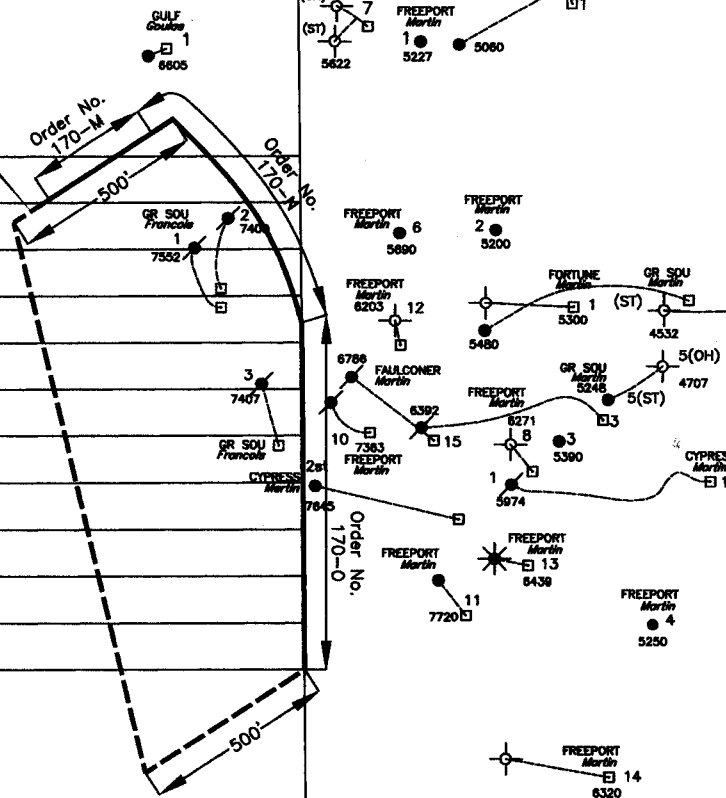 7
1
FREEPORT
Martin
GULF
Goulas
1
6605
(ST)
5622
1
5227
5060
Order No.
170-M
500'
Order No.
170-M
GR SOU
Francois
2
1
7552
FREEPORT
Martin
6
5690
FREEPORT
Martin
2
5200
FREEPORT
Martin
6203
12
FORTUNE
Martin
1
5300
GR SOU
Martin
(ST)
4532
5480
6786
FAULCONER
Martin
GR SOU
Martin
5246
5(OH)
4707
5(ST)
3
7407
6392
FREEPORT
Martin
6271
8
3
3
5390
10
7363
15
GR SOU
Francois
FREEPORT
Martin
CYPRESS
Martin
2st
7645
1
5974
CYPRES
Martin
1
Order No.
170-O
FREEPORT
Martin
FREEPORT
Martin
13
6439
11
7720
FREEPORT
Martin
4
5250
500'
FREEPORT
Martin
14
6320